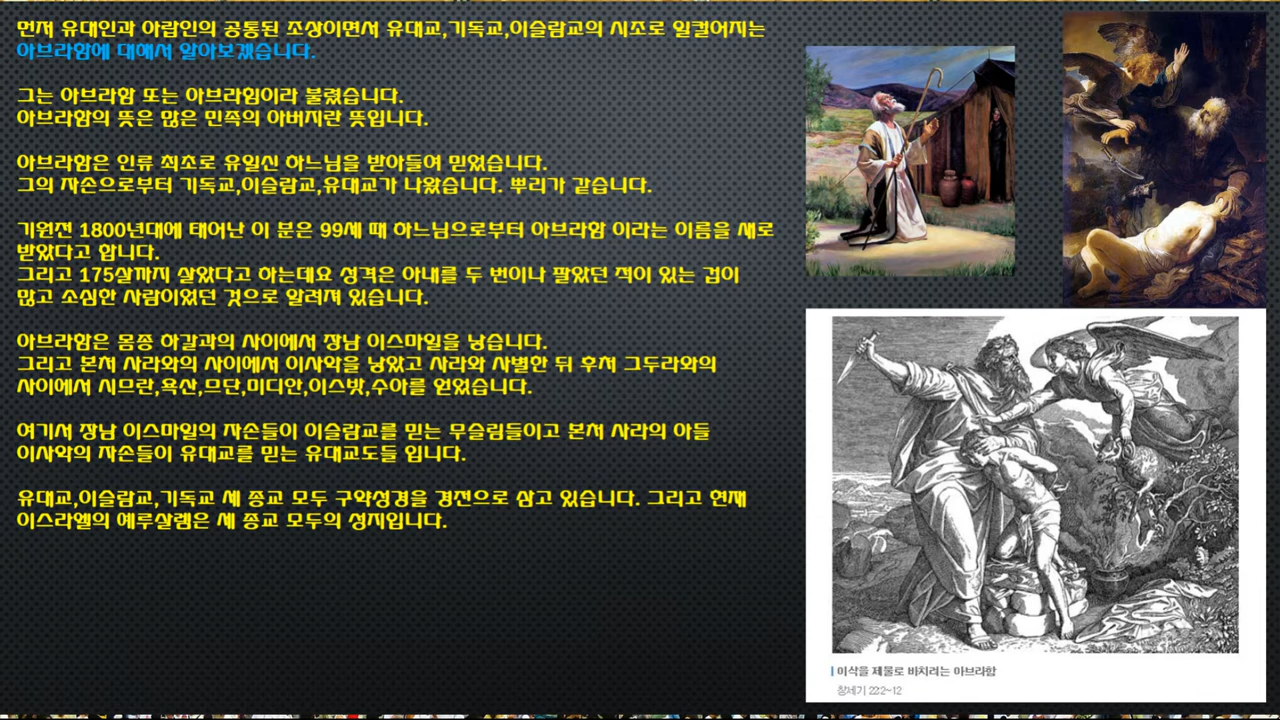 먼저 유대인과 아랍인의 공통된 조상이면서 유대교,기독교,이슬람교의 시조로 일컬어지는
아브라함에 대해서 알아보겠습니다.
그는 아브라함 또는 아브라힘이라 불렸습니다.
아브라함의 뜻은 많은 민족의 아버지란 뜻입니다.
아브라함은 인류 최초로 유일신 하느님을 받아들여 믿었습니다.
그의 자손으로부터 기독교,이슬람교,유대교가 나왔습니다. 뿌리가 같습니다.
기원전 1800년대에 태어난 이 분은 99세 때 하느님으로부터 아브라함 이라는 이름을 새로
받았다고 합니다.
그리고 175살까지 살았다고 하는데요 성격은 아내를 두 번이나 팔았던 적이 있는 겁이
많고 소심한 사람이었던 것으로 알려져 있습니다.
아브라함은 몸종 하갈과의 사이에서 장남 이스마일을 낳습니다.
그리고 본처 사라와의 사이에서 이사악을 낳았고 사라와 사별한 뒤 후처 그두라와의
사이에서 시므란,욕산,므단,미디안,이스밧,수아를 얻었습니다.
여기서 장남 이스마일의 자손들이 이슬람교를 믿는 무슬림들이고 본처 사라의 아들
이사악의 자손들이 유대교를 믿는 유대교도들 입니다.
유대교,이슬람교,기독교 세 종교 모두 구약성경을 경전으로 삼고 있습니다. 그리고 현재
이스라엘의 예루살렘은 세 종교 모두의 성지입니다.
이삭을 제물로 바치려는 아브라함
창세기 22:2~12